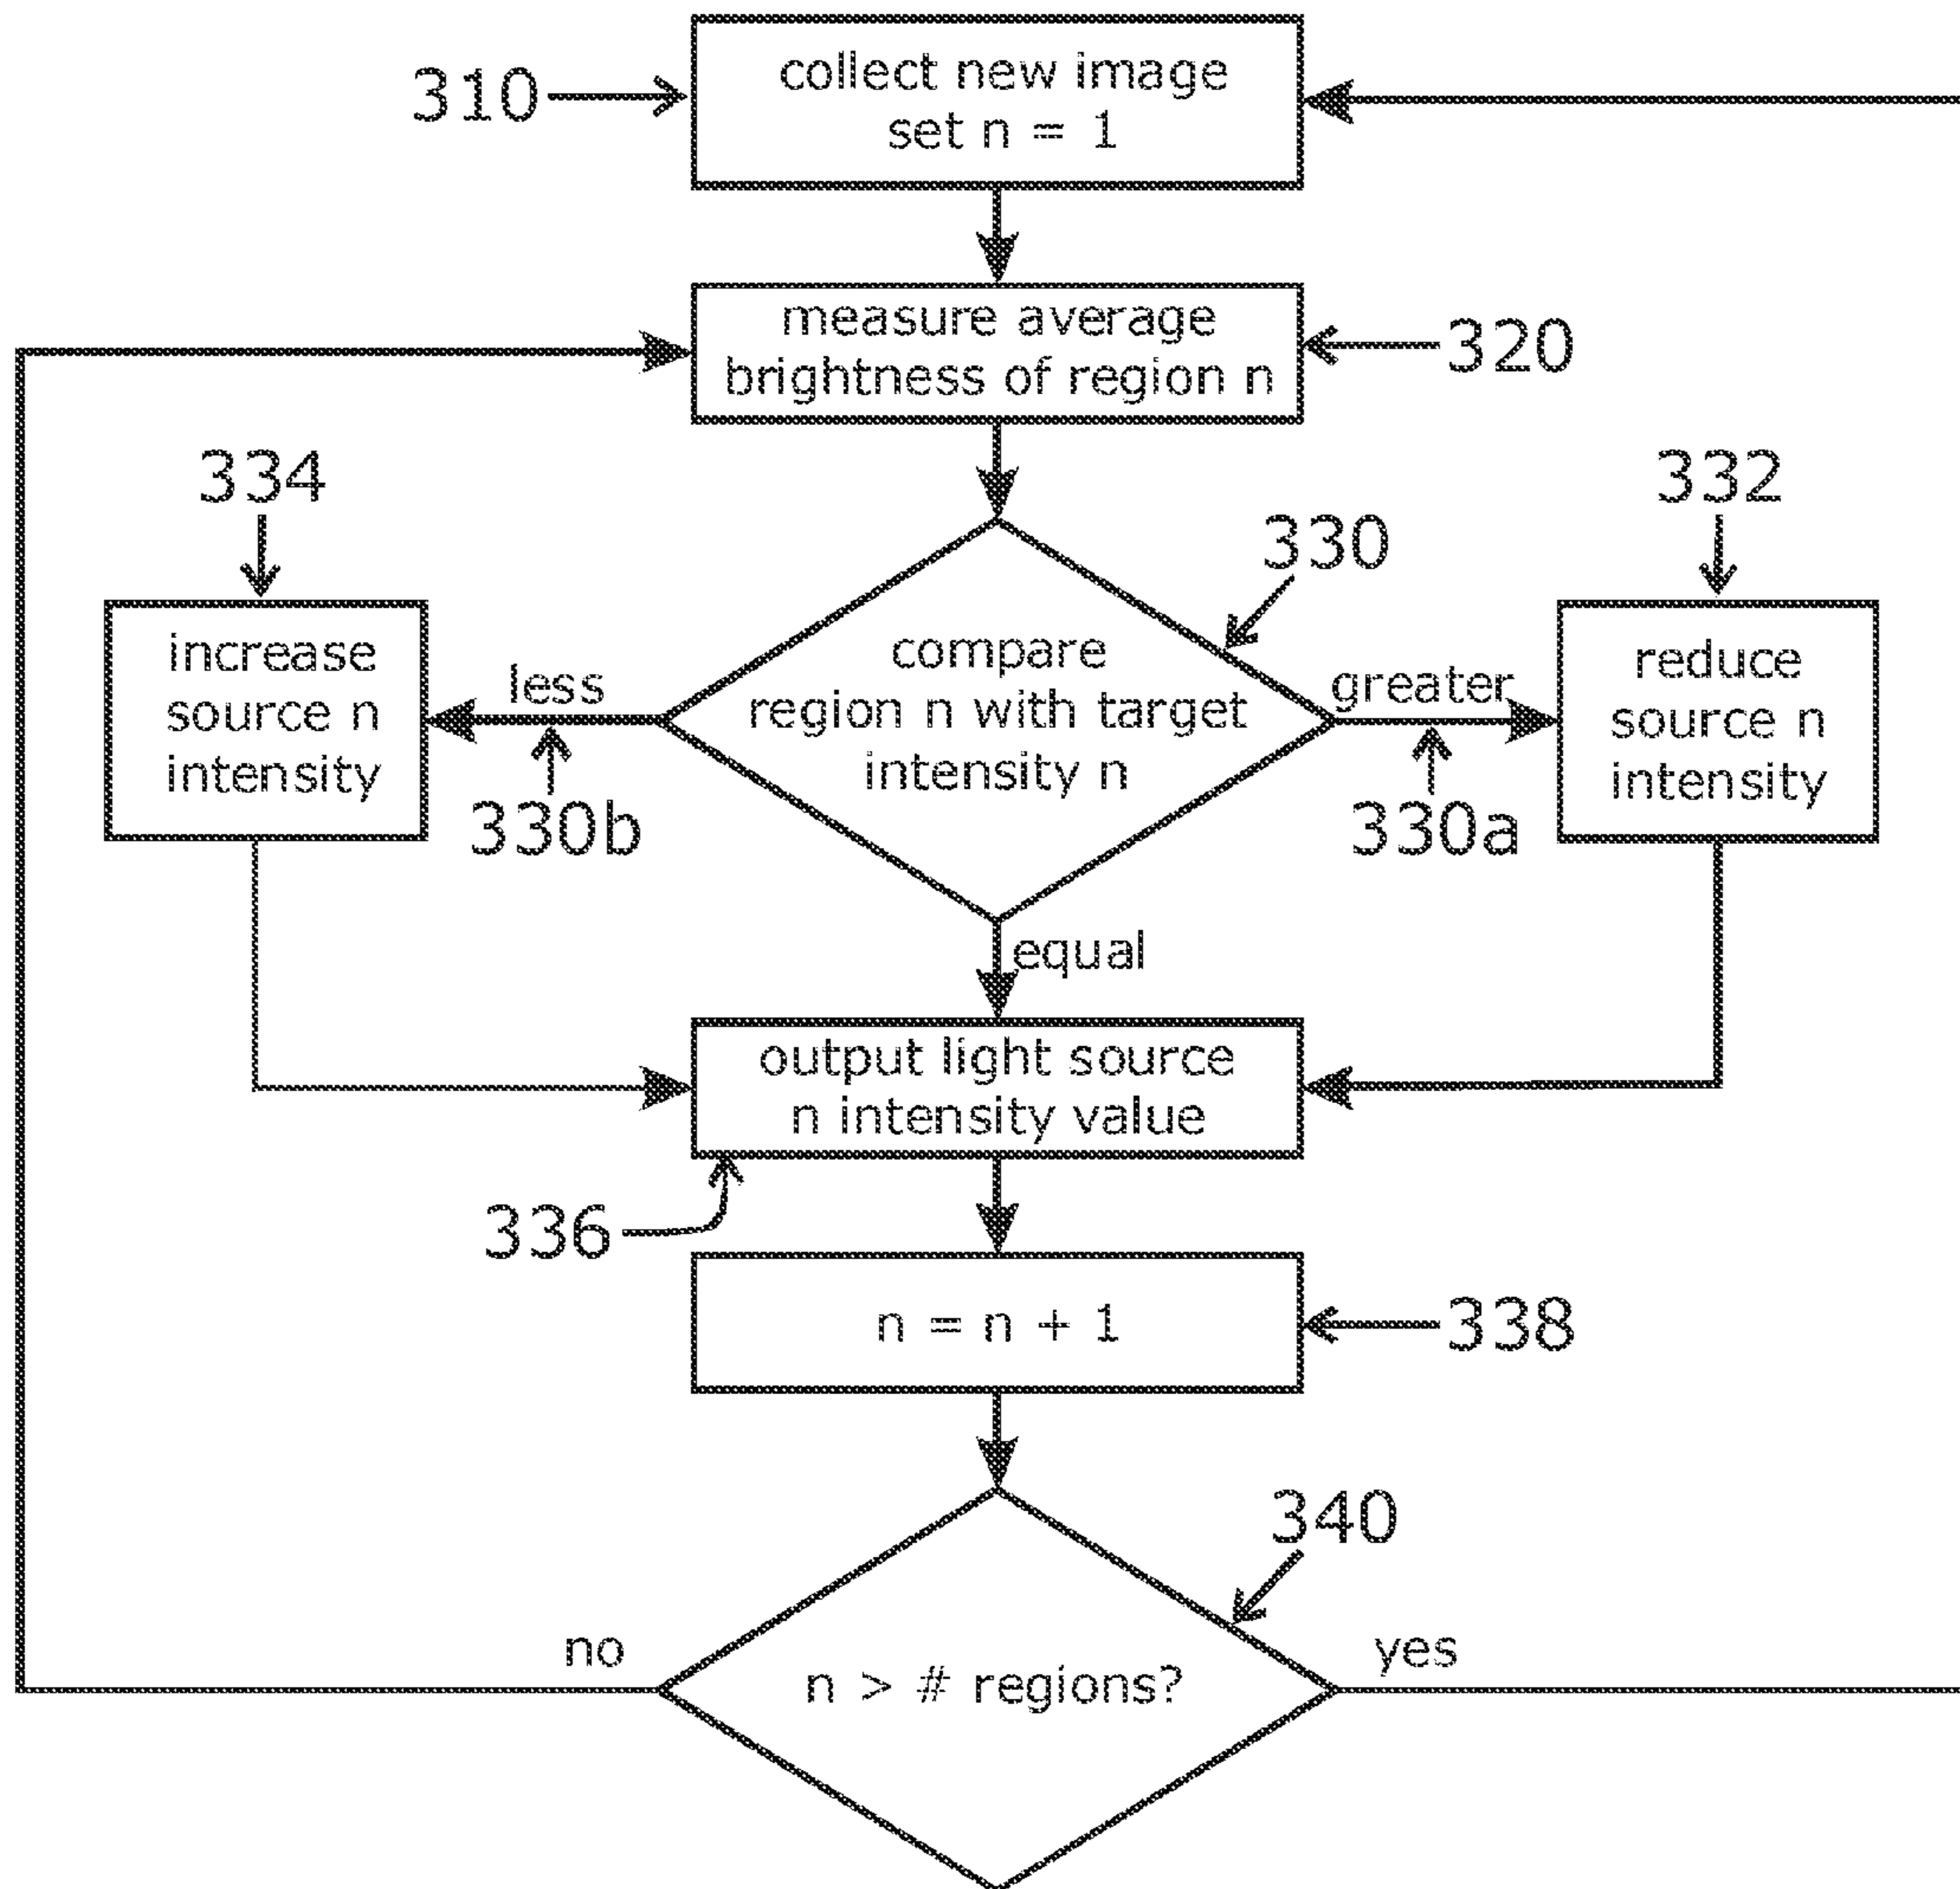 310
collect new image
set n = 1
measure average
brightness of region n
320
334
332
330
increase
source n
intensity
less
330b
compare
region n with target
intensity n
greater
330a
reduce
source n
intensity
equal
output light source
n intensity value
336
n = n + 1
338
340
no
n > # regions?
yes